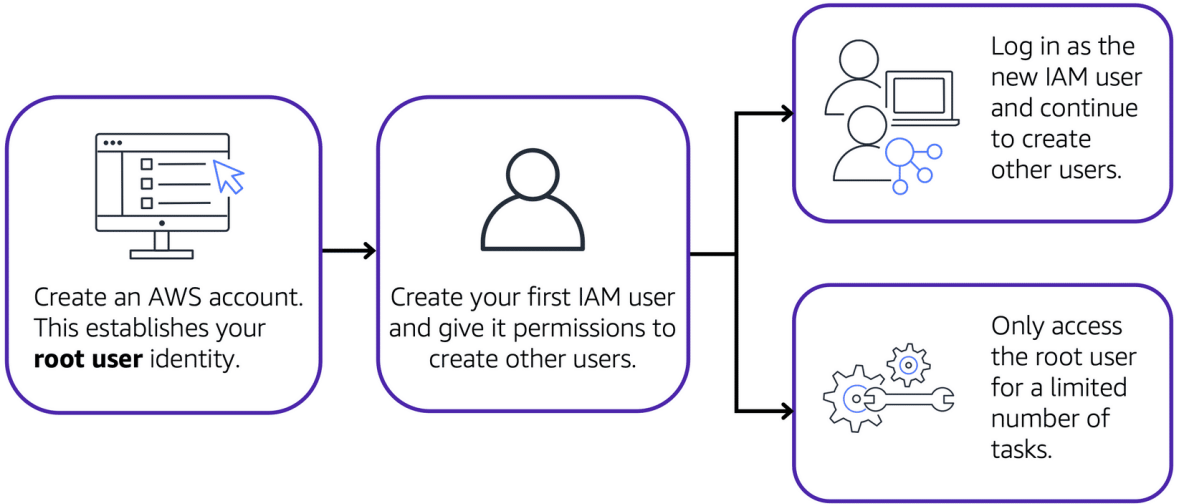 Create an AWS account.
This establishes your
root user identity.
Create your first IAM user
and give it permissions to
create other users.
Log in as the
new IAM user
and continue
to create
other users.
Only access
the root user
for a limited
number of
tasks.